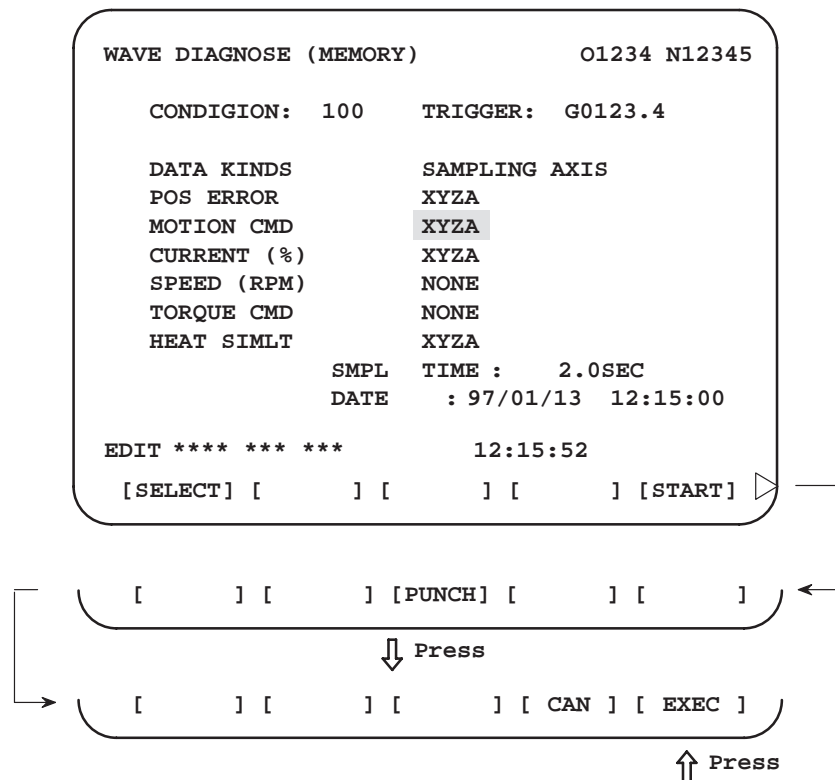 WAVE DIAGNOSE (MEMORY) O1234 N12345
CONDIGION: 100 TRIGGER: G0123.4
DATA KINDS SAMPLING AXIS
POS ERROR XYZA
MOTION CMD XYZA
CURRENT (%) XYZA
SPEED (RPM) NONE
TORQUE CMD NONE
HEAT SIMLT XYZA
SMPL TIME : 2.0SEC
DATE : 97/01/13 12:15:00
EDIT **** *** *** 12:15:52
[SELECT] [ ] [ ] [ ] [START]
[ ] [ ] [PUNCH] [ ] [ ]
Press
[ ] [ ] [ ] [ CAN ] [ EXEC ]
Press